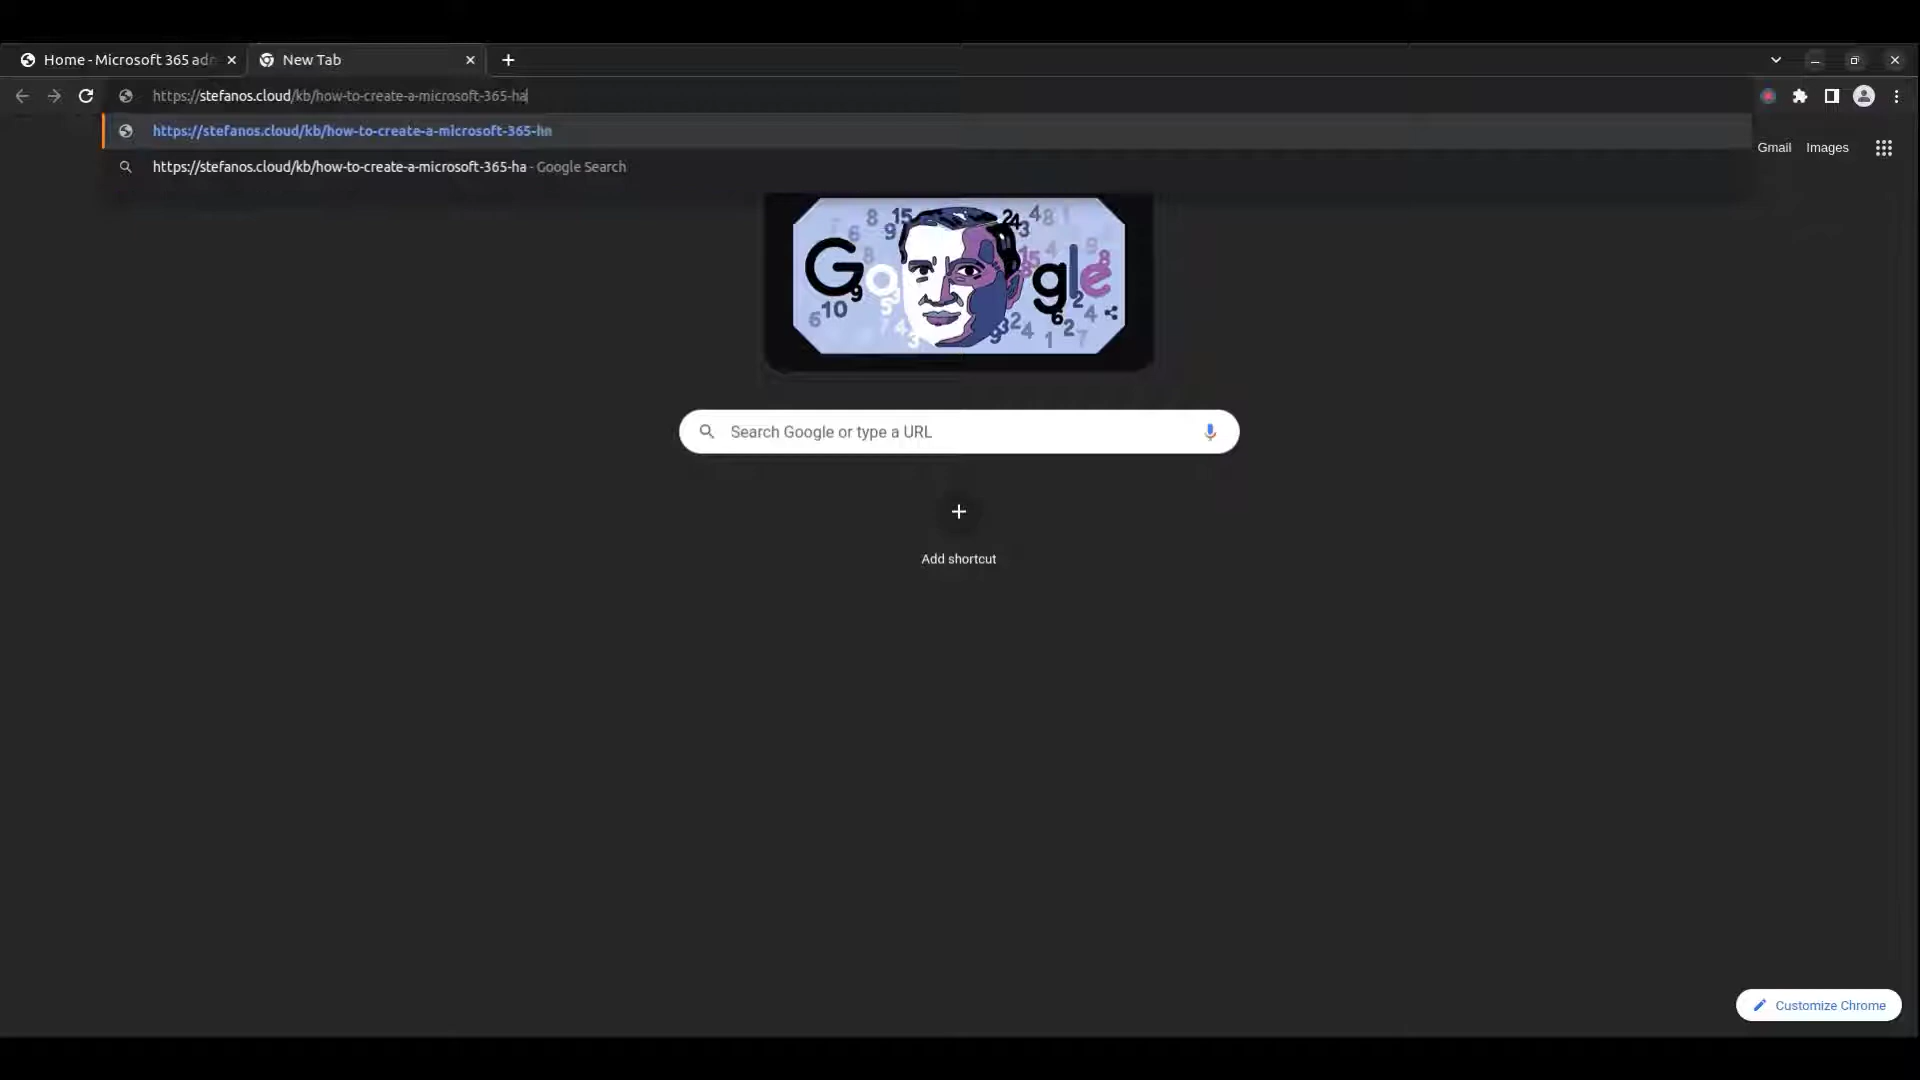 Home - Microsoft 365 adm
New Tab
https://stefanos.cloud/kb/how-to-create-a-microsoft-365-ha
https://stefanos.cloud/kb/how-to-create-a-microsoft-365-
https://stefanos.cloud/kb/how-to-create-a-microsoft-365-ha - Google Search
Gmail Images
Google
Search Google or type a URL
Add shortcut
Customize Chrome